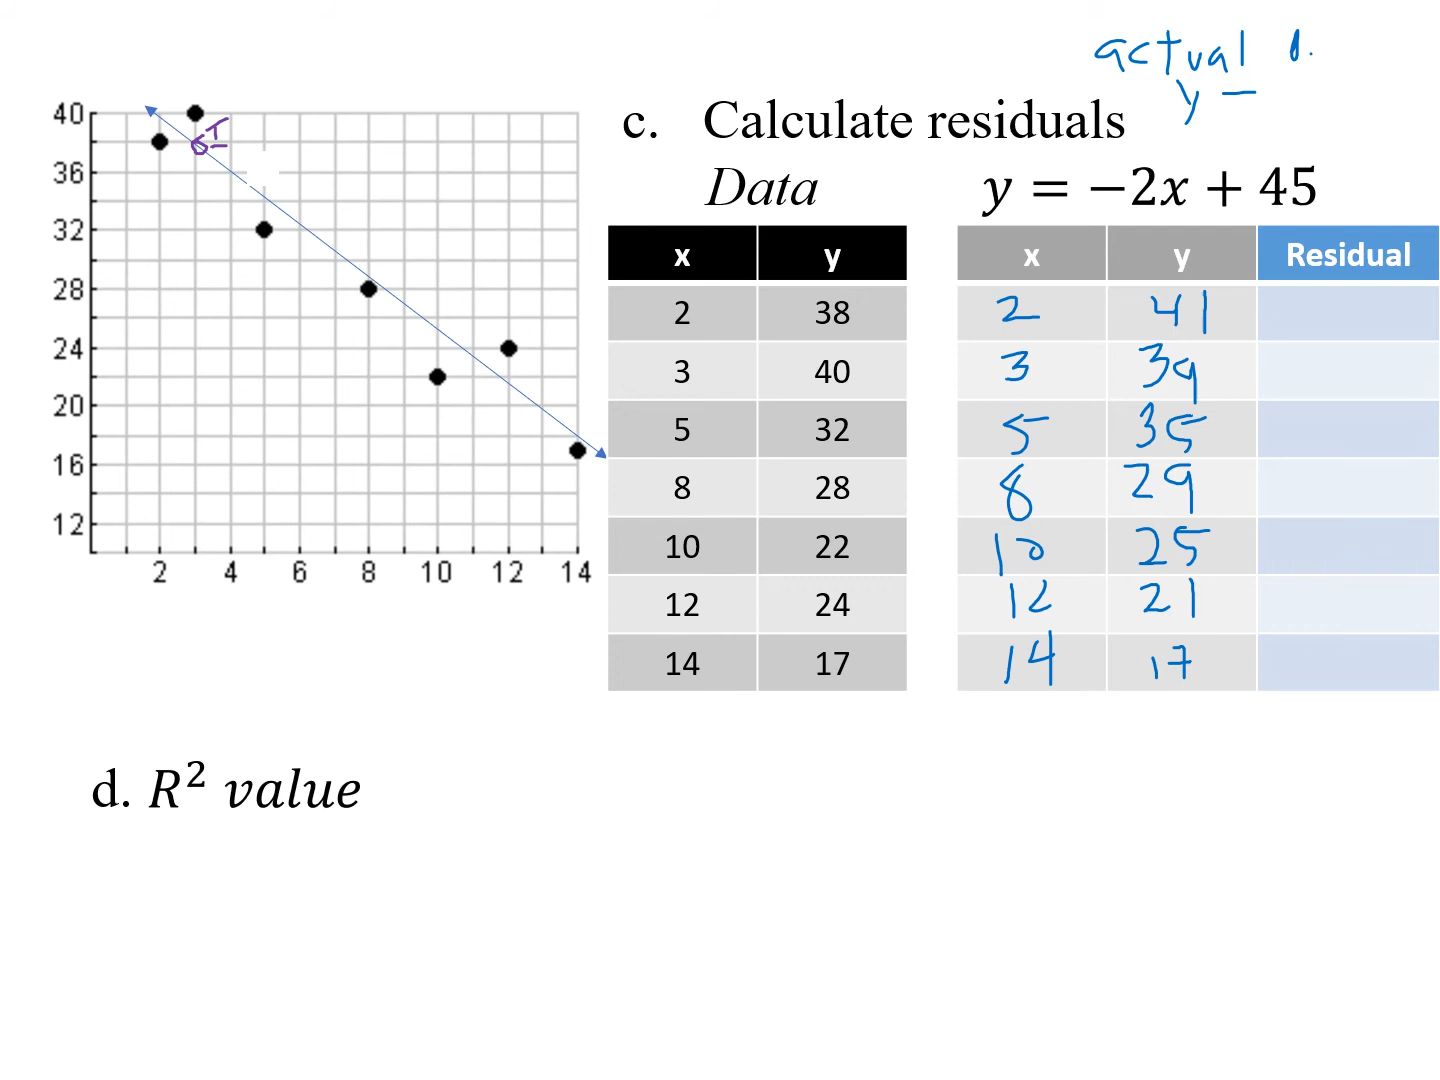 actual
y −
c. Calculate residuals
Data
y = −2x + 45
40
36
32
28
24
20
16
12
2 4 6 8 10 12 14
x y
2 38
3 40
5 32
8 28
10 22
12 24
14 17
x y Residual
2 41
3 39
5 35
8 29
10 25
12 21
14 17
d. R² value